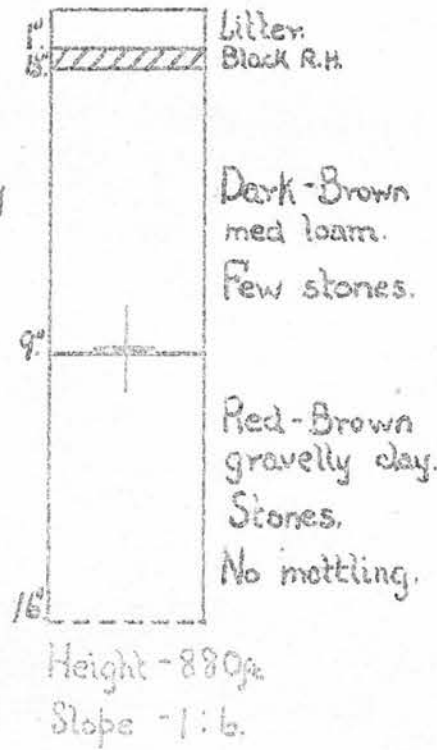 1"
Litter.
1.5"
Black R.H.
Dark-Brown
med loam.
Few stones.
9"
Red-Brown
gravelly clay.
Stones.
No mottling.
16"
Height - 880ft.
Slope - 1:6.